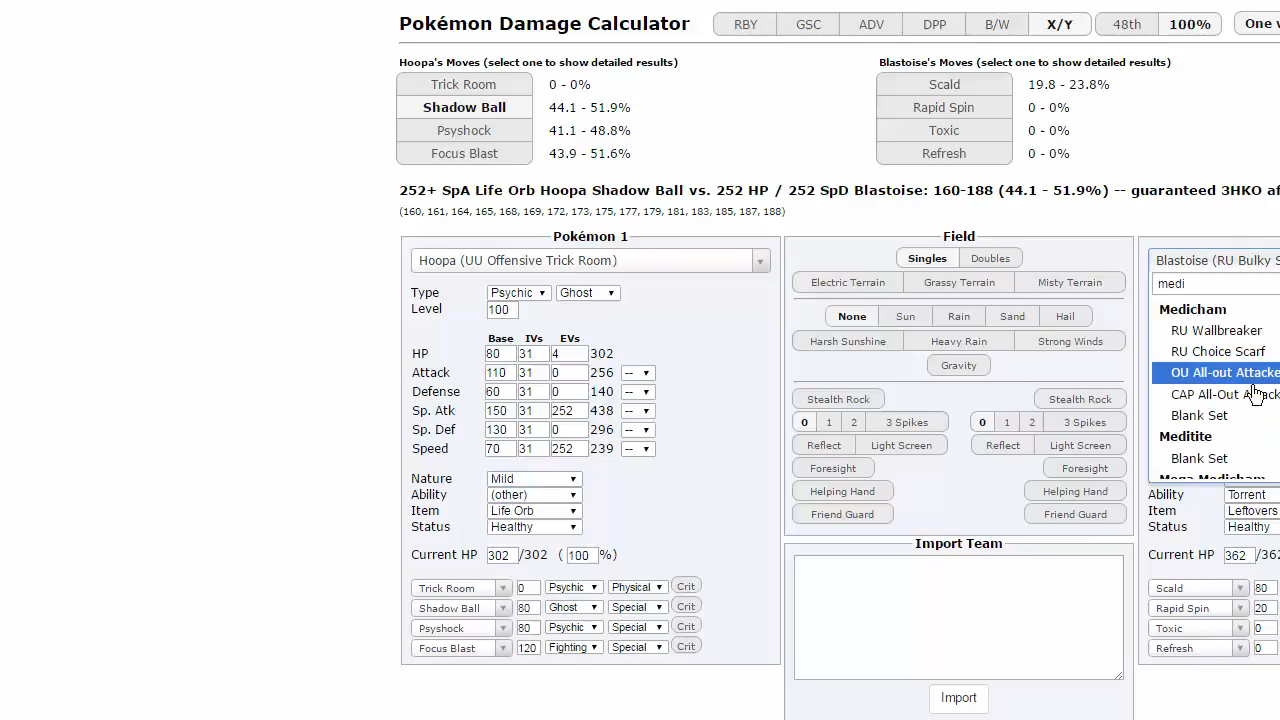 Pokémon Damage Calculator RBY GSC ADV DPP B/W X/Y 48th 100% One
Hoopa's Moves (select one to show detailed results) Blastoise's Moves (select one to show detailed results)
Trick Room 0 - 0% Scald 19.8 - 23.8%
Shadow Ball 44.1 - 51.9% Rapid Spin 0 - 0%
Psyshock 41.1 - 48.8% Toxic 0 - 0%
Focus Blast 43.9 - 51.6% Refresh 0 - 0%
252+ SpA Life Orb Hoopa Shadow Ball vs. 252 HP / 252 SpD Blastoise: 160-188 (44.1 - 51.9%) -- guaranteed 3HKO af
(160, 161, 164, 165, 168, 169, 172, 173, 175, 177, 179, 181, 183, 185, 187, 188)
Pokémon 1
Hoopa (UU Offensive Trick Room)
Type Psychic Ghost
Level 100
Base IVs EVs
HP 80 31 4 302
Attack 110 31 0 256 --
Defense 60 31 0 140 --
Sp. Atk 150 31 252 438 --
Sp. Def 130 31 0 296 --
Speed 70 31 252 239 --
Nature Mild
Ability (other)
Item Life Orb
Status Healthy
Current HP 302 /302 ( 100 %)
Trick Room 0 Psychic Physical Crit
Shadow Ball 80 Ghost Special Crit
Psyshock 80 Psychic Special Crit
Focus Blast 120 Fighting Special Crit
Field
Singles Doubles
Electric Terrain Grassy Terrain Misty Terrain
None Sun Rain Sand Hail
Harsh Sunshine Heavy Rain Strong Winds
Gravity
Stealth Rock Stealth Rock
0 1 2 3 Spikes 0 1 2 3 Spikes
Reflect Light Screen Reflect Light Screen
Foresight Foresight
Helping Hand Helping Hand
Friend Guard Friend Guard
Import Team
Import
Blastoise (RU Bulky S
medi
Medicham
RU Wallbreaker
RU Choice Scarf
OU All-out Attacke
CAP All-Out
Blank Set
Meditite
Blank Set
Mega Medicham
Ability Torrent
Item Leftovers
Status Healthy
Current HP 362 /362
Scald 80
Rapid Spin 20
Toxic 0
Refresh 0